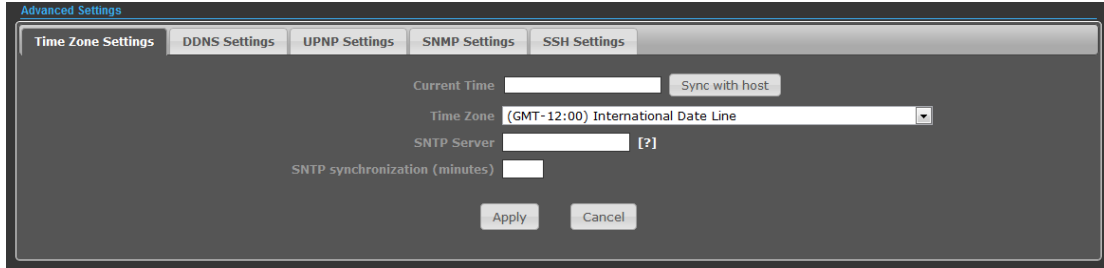 Advanced Settings
Time Zone Settings DDNS Settings UPNP Settings SNMP Settings SSH Settings
Current Time Sync with host
Time Zone (GMT-12:00) International Date Line
SNTP Server [?]
SNTP synchronization (minutes)
Apply Cancel